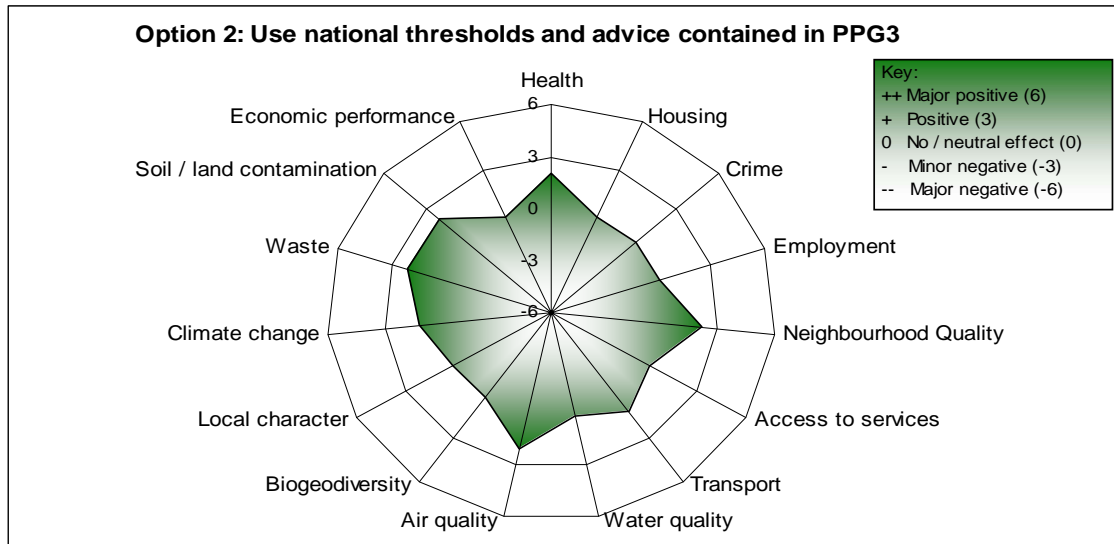 Option 2: Use national thresholds and advice contained in PPG3
Key:
++ Major positive (6)
+ Positive (3)
0 No / neutral effect (0)
- Minor negative (-3)
-- Major negative (-6)
Health
Housing
Crime
Employment
Neighbourhood Quality
Access to services
Transport
Water quality
Air quality
Biogeodiversity
Local character
Climate change
Waste
Soil / land contamination
Economic performance
6
3
0
-3
-6